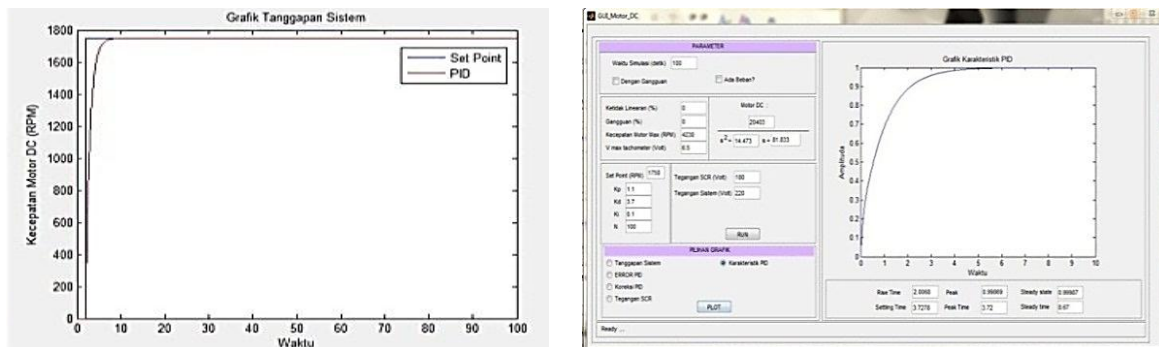 Grafik Tanggapan Sistem
Kecepatan Motor DC (RPM)
1800
1600
1400
1200
1000
800
600
400
200
0
0 10 20 30 40 50 60 70 80 90 100
Waktu
Set Point
PID
GUI_Motor_DC
PARAMETER
Waktu Simulasi (detik) 100
Dengan Gangguan Ada Beban?
Ketidak Linearan (%) 0
Gangguan (%) 0
Kecepatan Motor Max (RPM) 4230
V max tachometer (Volt) 8.5
Motor DC :
20403
s^2+ 14.473 s+ 81.833
Set Point (RPM) 1750
Kp 1.1
Kd 3.7
Ki 0.1
N 100
Tegangan SCR (Volt) 180
Tegangan Sistem (Volt) 220
RUN
PILIHAN GRAFIK
Tanggapan Sistem
ERROR PID
Koreksi PID
Tegangan SCR
Karakteristik PID
PLOT
Grafik Karakteristik PID
Amplituda
1
0.9
0.8
0.7
0.6
0.5
0.4
0.3
0.2
0.1
0
0 1 2 3 4 5 6 7 8 9 10
Waktu
Rise Time 2.0868 Peak 0.99869 Steady state 0.99987
Settling Time 3.7278 Peak Time 3.72 Steady time 8.67
Ready ...